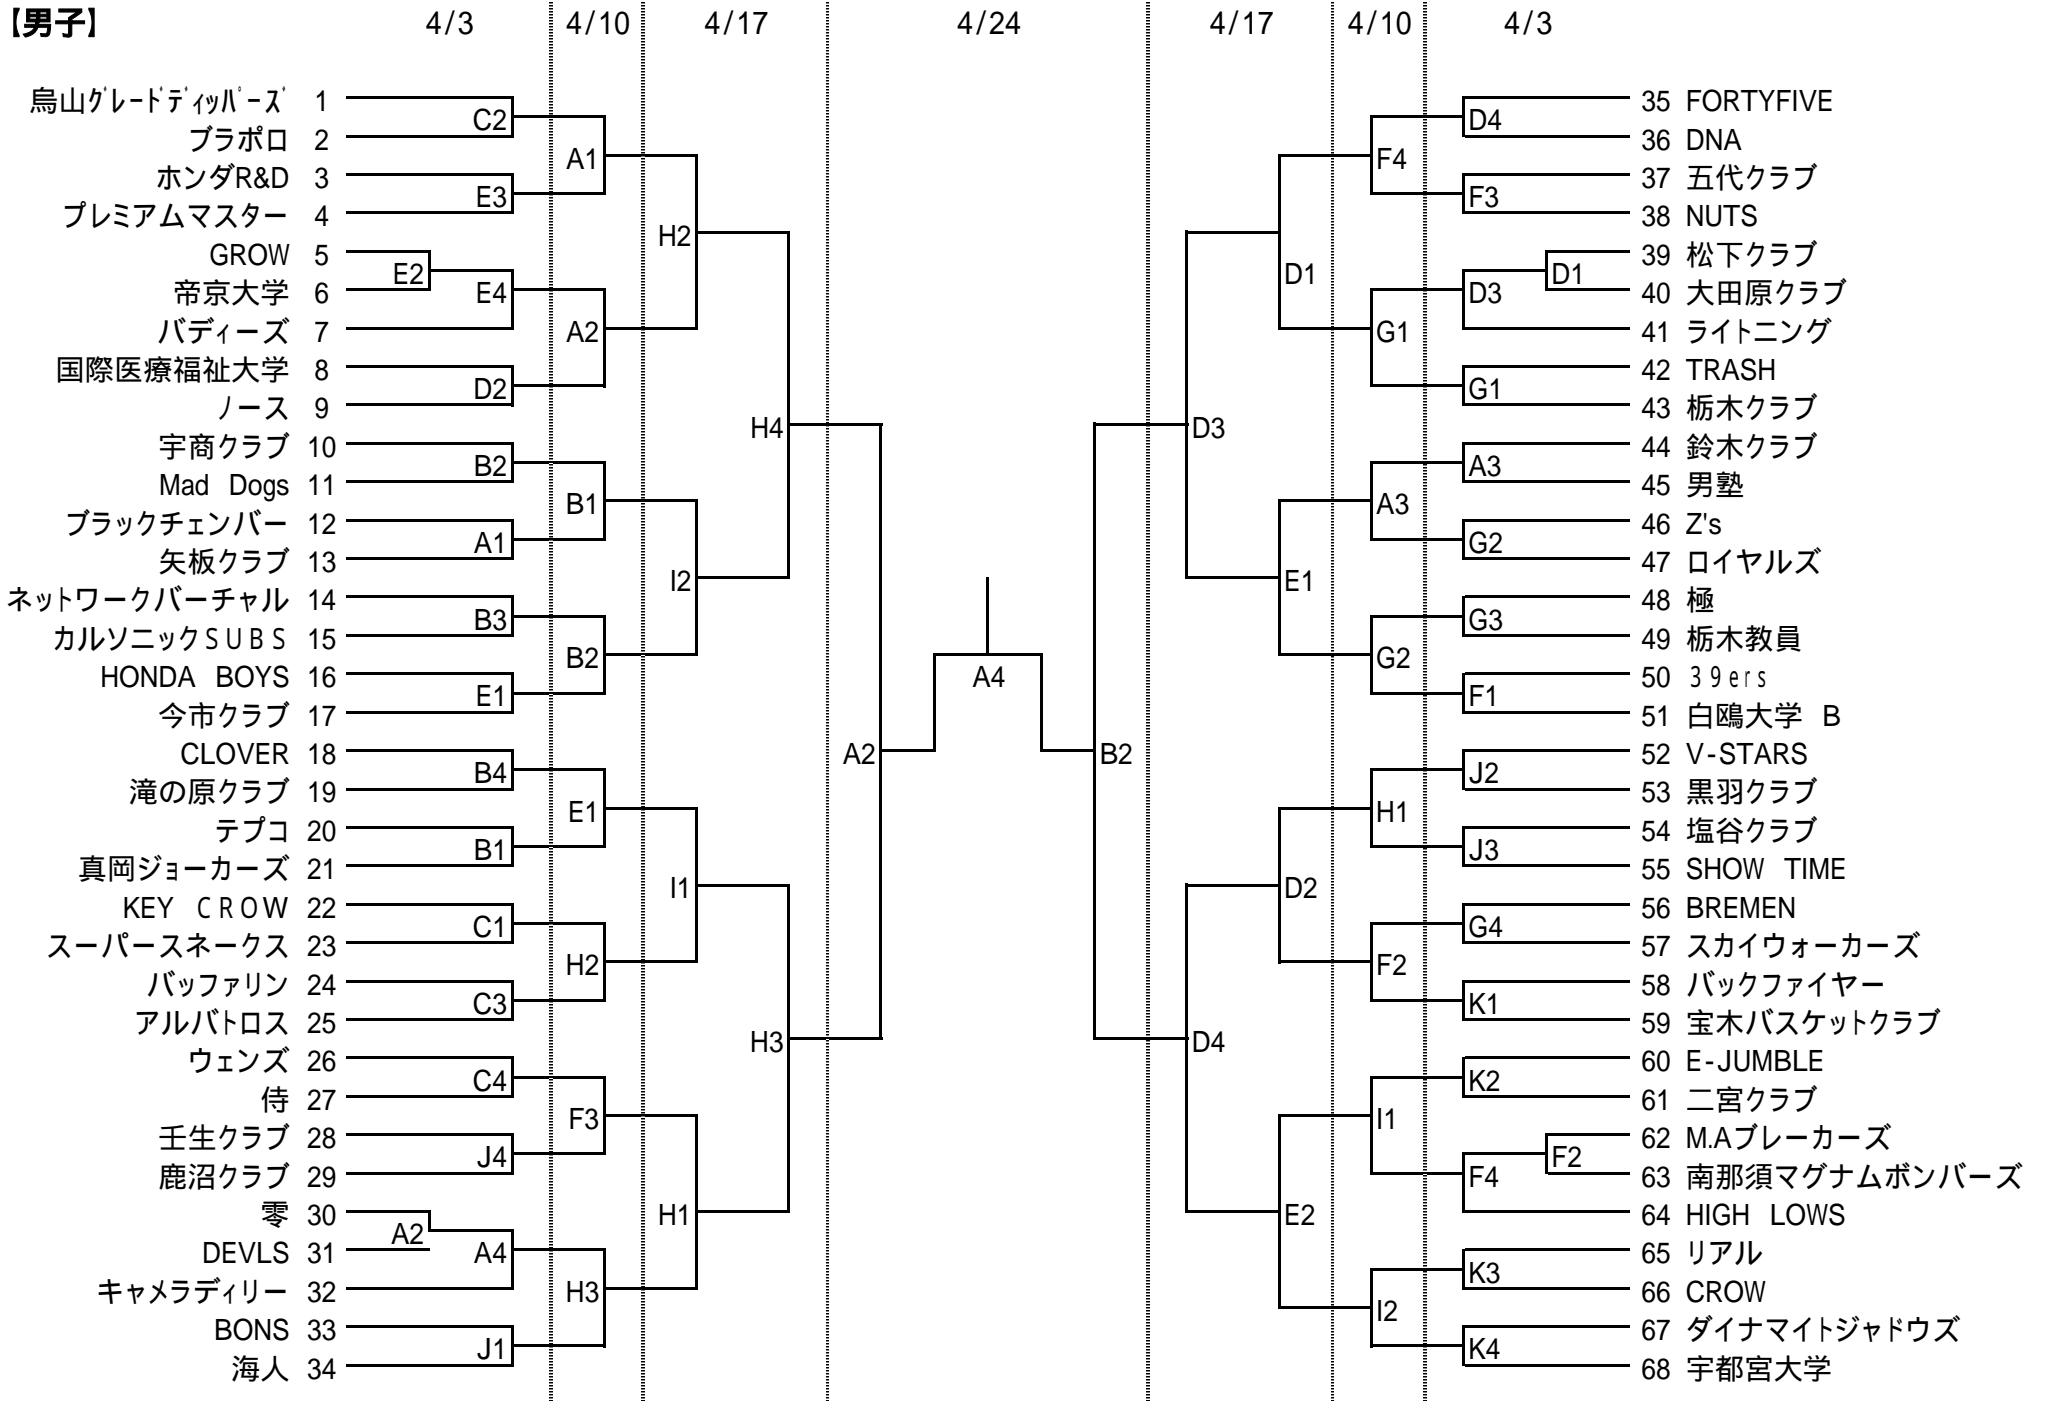 【男子】 4/3 4/10 4/17 4/24 4/17 4/10 4/3
烏山グレードディッパーズ 1 35 FORTYFIVE
C2 D4
ブラポロ 2 36 DNA
A1 F4
ホンダR&D 3 37 五代クラブ
E3 F3
プレミアムマスター 4 38 NUTS
H2
GROW 5 39 松下クラブ
E2 D1 D1
帝京大学 6 E4 D3 40 大田原クラブ
バディーズ 7 A2 G1 41 ライトニング
国際医療福祉大学 8 42 TRASH
D2 G1
ノース 9 43 栃木クラブ
H4 D3
宇商クラブ 10 44 鈴木クラブ
B2 A3
Mad Dogs 11 45 男塾
B1 A3
ブラックチェンバー 12 46 Z's
A1 G2
矢板クラブ 13 47 ロイヤルズ
I2 E1
ネットワークバーチャル 14 48 極
B3 G3
カルソニックSUBS 15 49 栃木教員
B2 G2
HONDA BOYS 16 A4 50 39ers
E1 F1
今市クラブ 17 51 白鴎大学 B
CLOVER 18 A2 B2 52 V-STARS
B4 J2
滝の原クラブ 19 53 黒羽クラブ
E1 H1
テプコ 20 54 塩谷クラブ
B1 J3
真岡ジョーカーズ 21 55 SHOW TIME
I1 D2
KEY CROW 22 56 BREMEN
C1 G4
スーパースネークス 23 57 スカイウォーカーズ
H2 F2
バッファリン 24 58 バックファイヤー
C3 K1
アルバトロス 25 59 宝木バスケットクラブ
H3 D4
ウェンズ 26 60 E-JUMBLE
C4 K2
侍 27 61 二宮クラブ
F3 I1
壬生クラブ 28 62 M.Aブレーカーズ
J4 F2
鹿沼クラブ 29 F4 63 南那須マグナムボンバーズ
零 30 H1 E2 64 HIGH LOWS
A2
DEVLS 31 A4 65 リアル
K3
キャメラディリー 32 H3 66 CROW
I2
BONS 33 67 ダイナマイトジャドウズ
J1 K4
海人 34 68 宇都宮大学